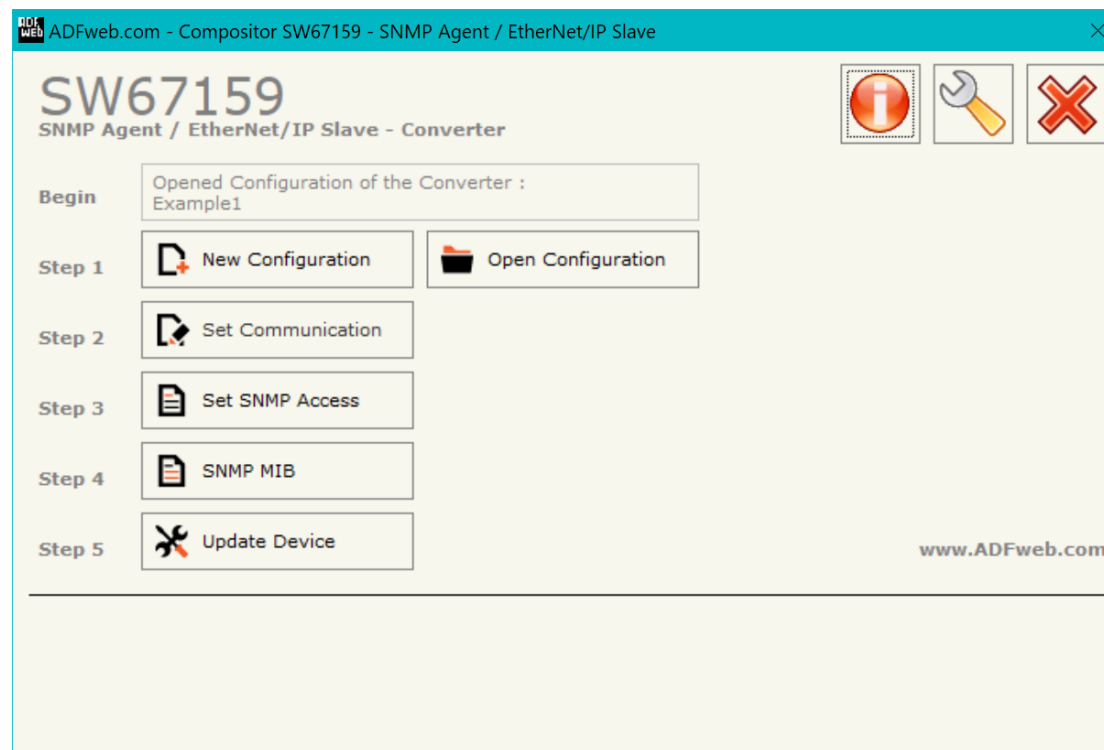 ADF
WEB
ADFweb.com - Compositor SW67159 - SNMP Agent / EtherNet/IP Slave
SW67159
SNMP Agent / EtherNet/IP Slave - Converter
Begin
Opened Configuration of the Converter :
Example1
Step 1
New Configuration
Open Configuration
Step 2
Set Communication
Step 3
Set SNMP Access
Step 4
SNMP MIB
Step 5
Update Device
www.ADFweb.com